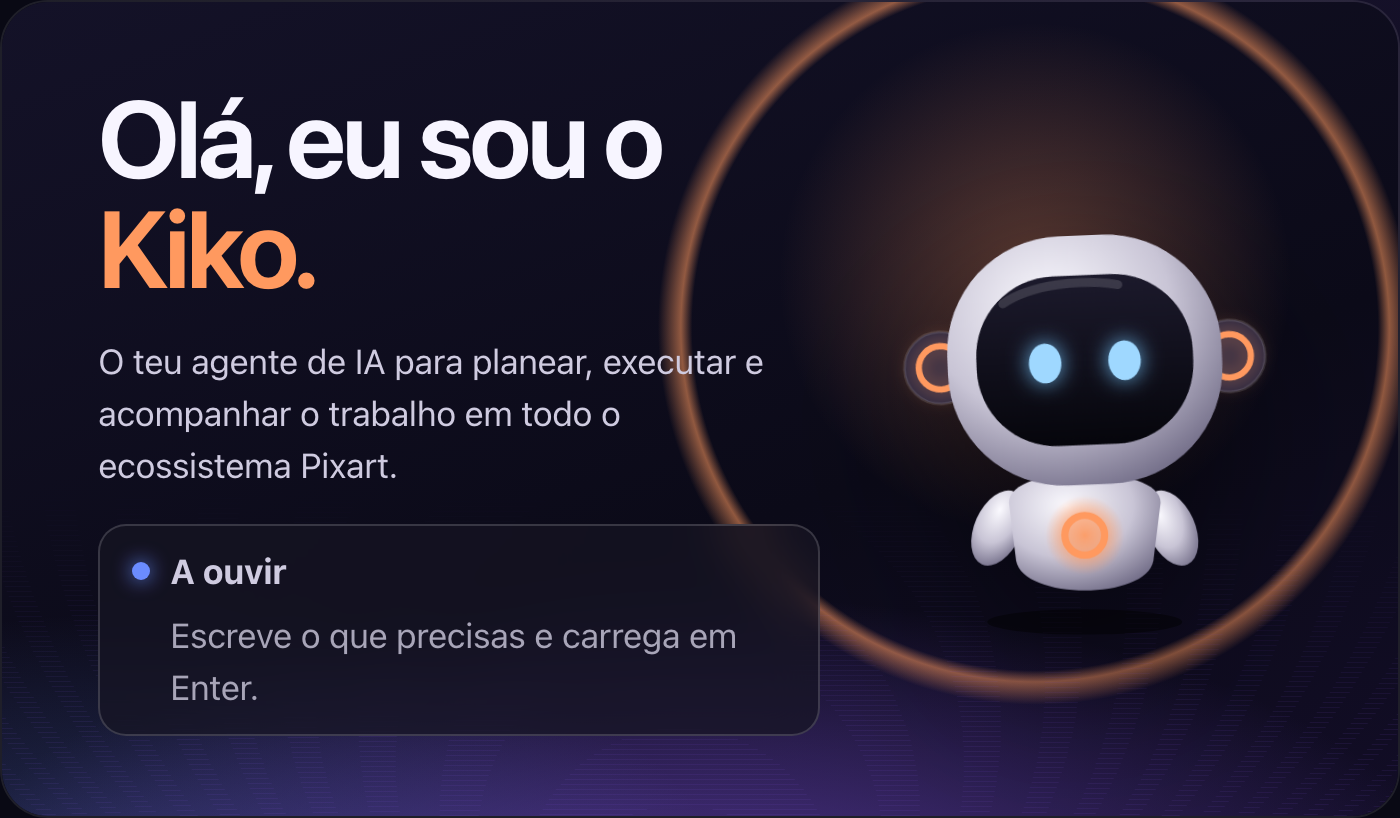 Olá, eu sou o
Kiko.
O teu agente de IA para planear, executar e
acompanhar o trabalho em todo o
ecossistema Pixart.
A ouvir
Escreve o que precisas e carrega em
Enter.